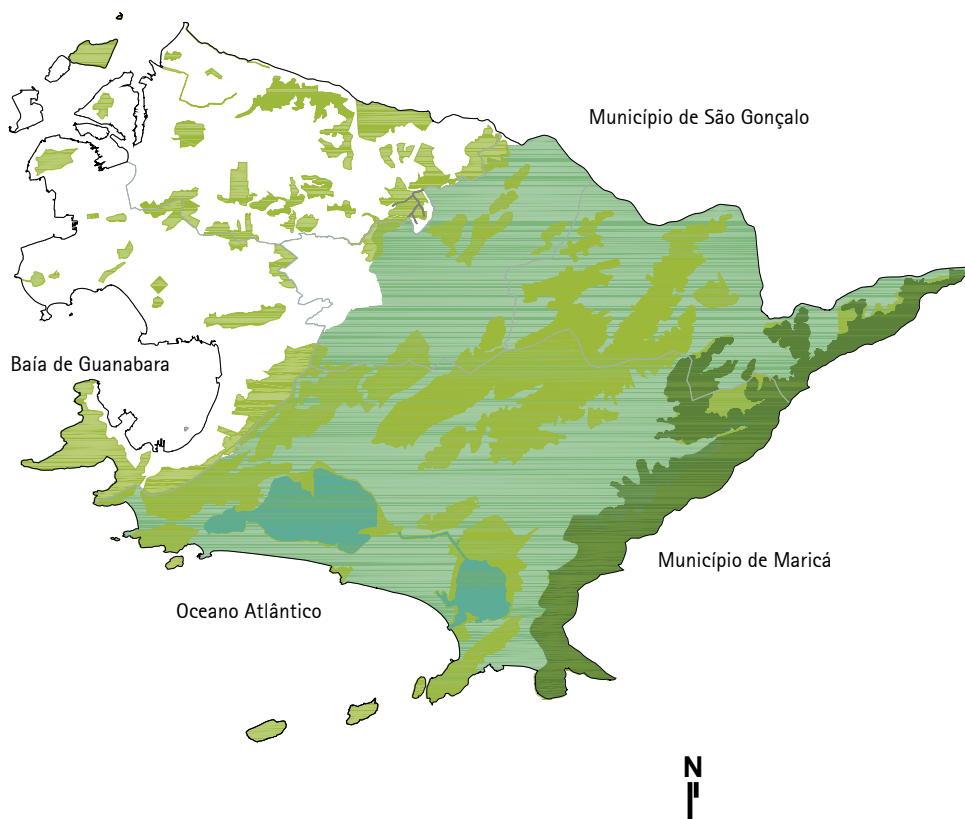 Município de São Gonçalo
Baía de Guanabara
Município de Maricá
Oceano Atlântico
N